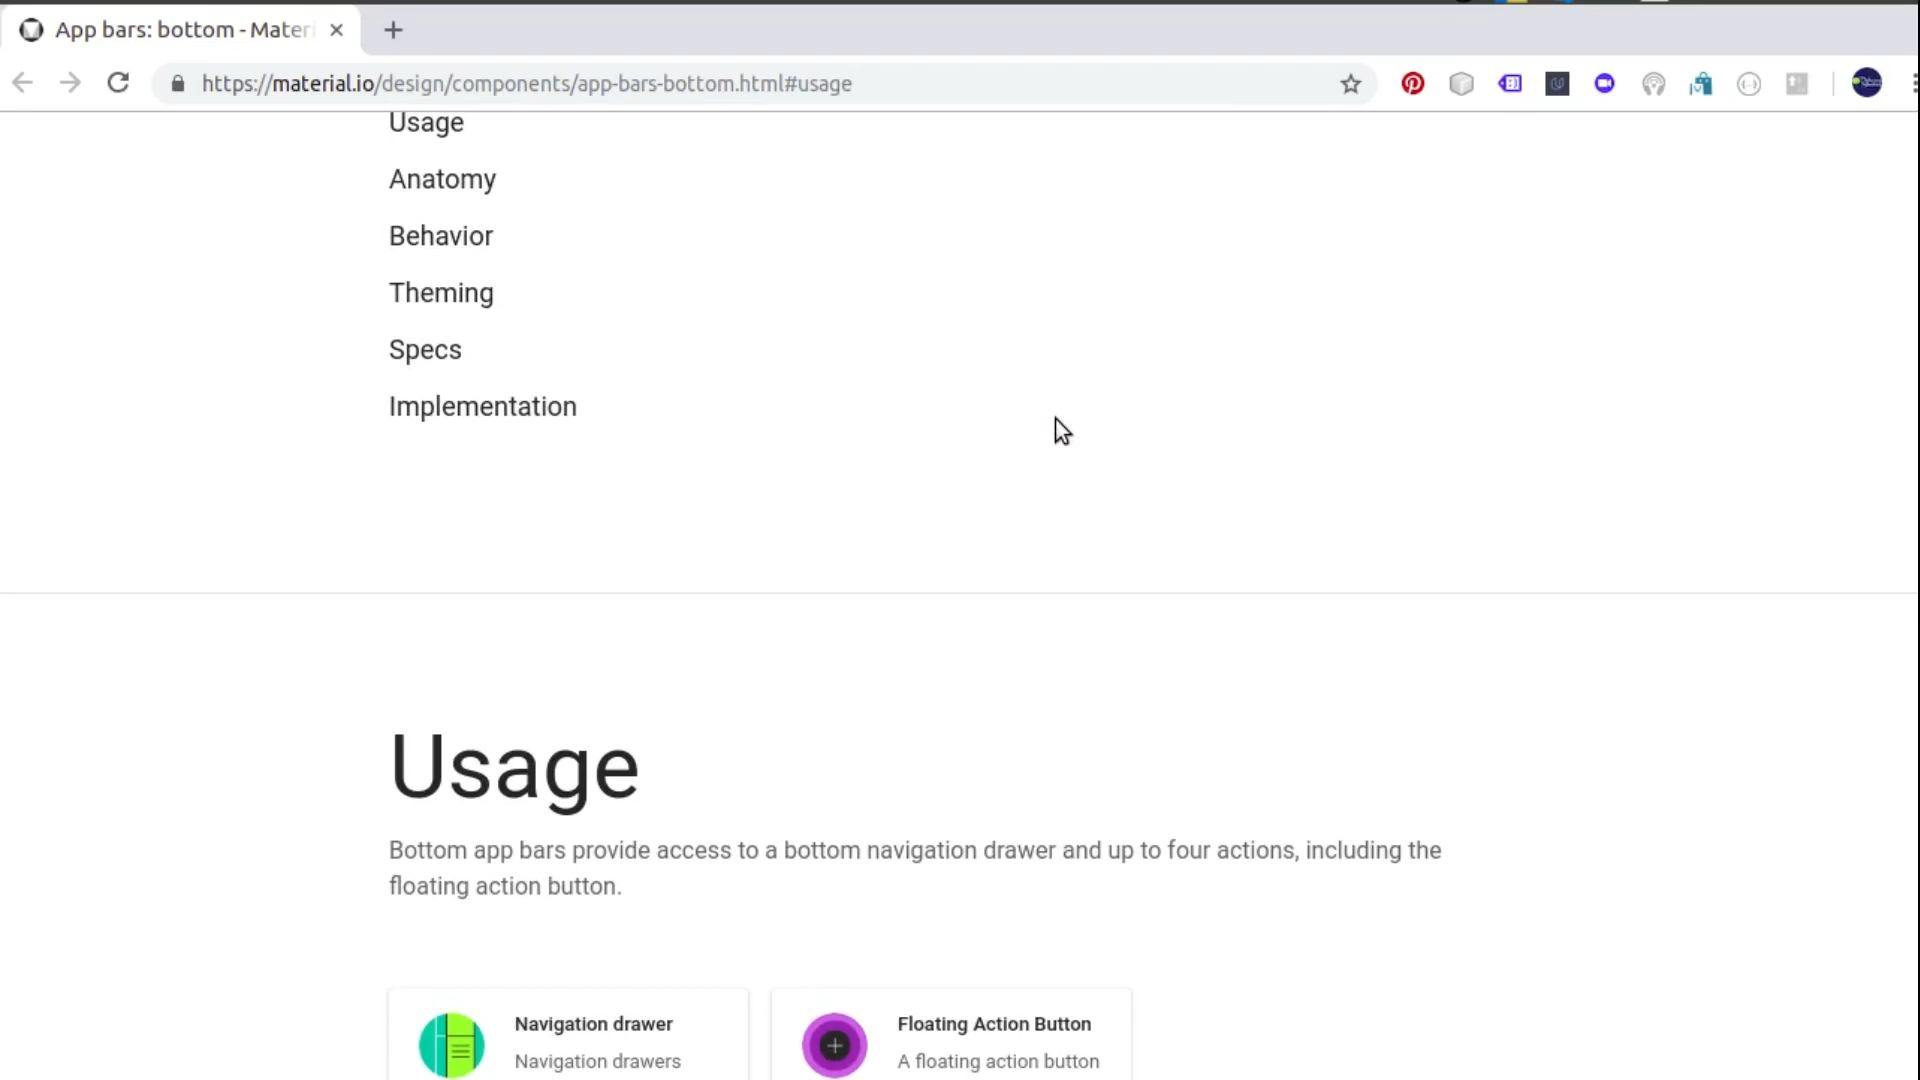 App bars: bottom - Materi
https://material.io/design/components/app-bars-bottom.html#usage
Usage
Anatomy
Behavior
Theming
Specs
Implementation
Usage
Bottom app bars provide access to a bottom navigation drawer and up to four actions, including the
floating action button.
Navigation drawer
Navigation drawers
Floating Action Button
A floating action button